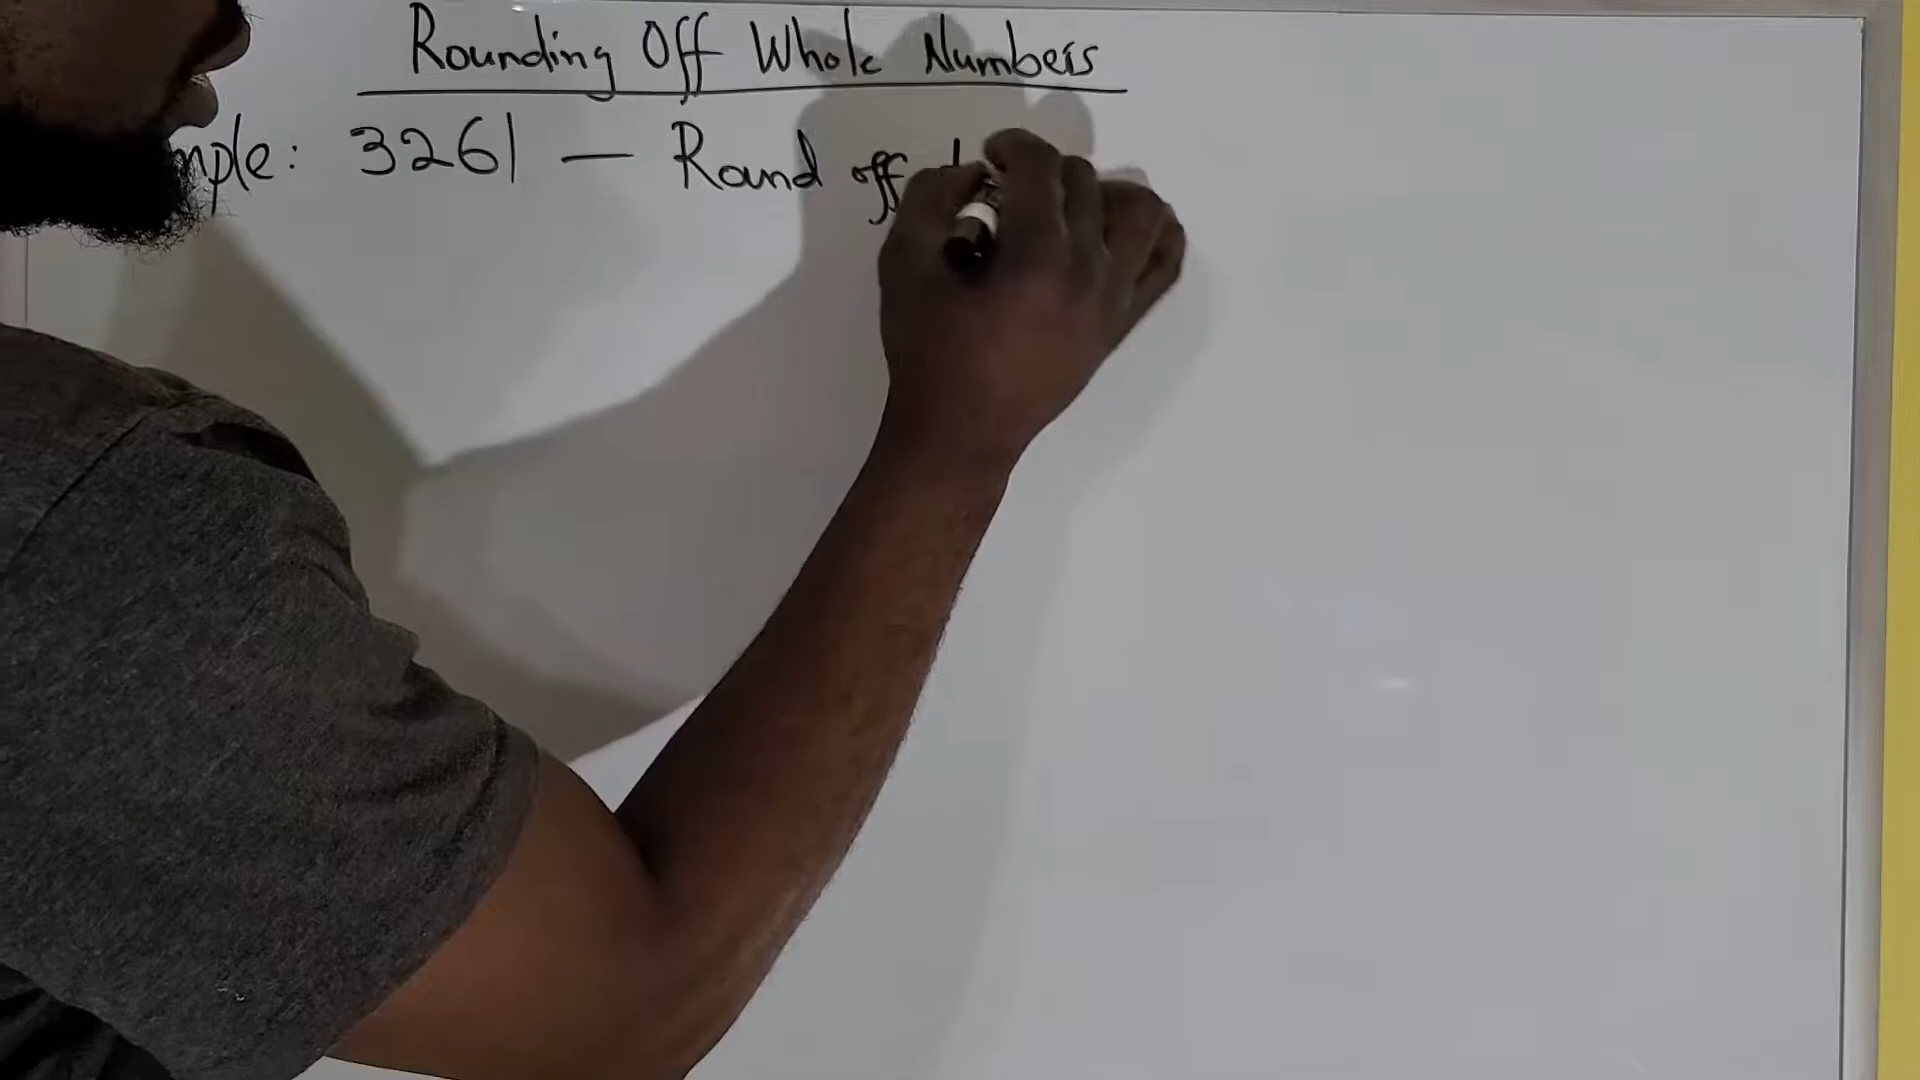 Rounding Off Whole Numbers
mple: 3261 — Round off